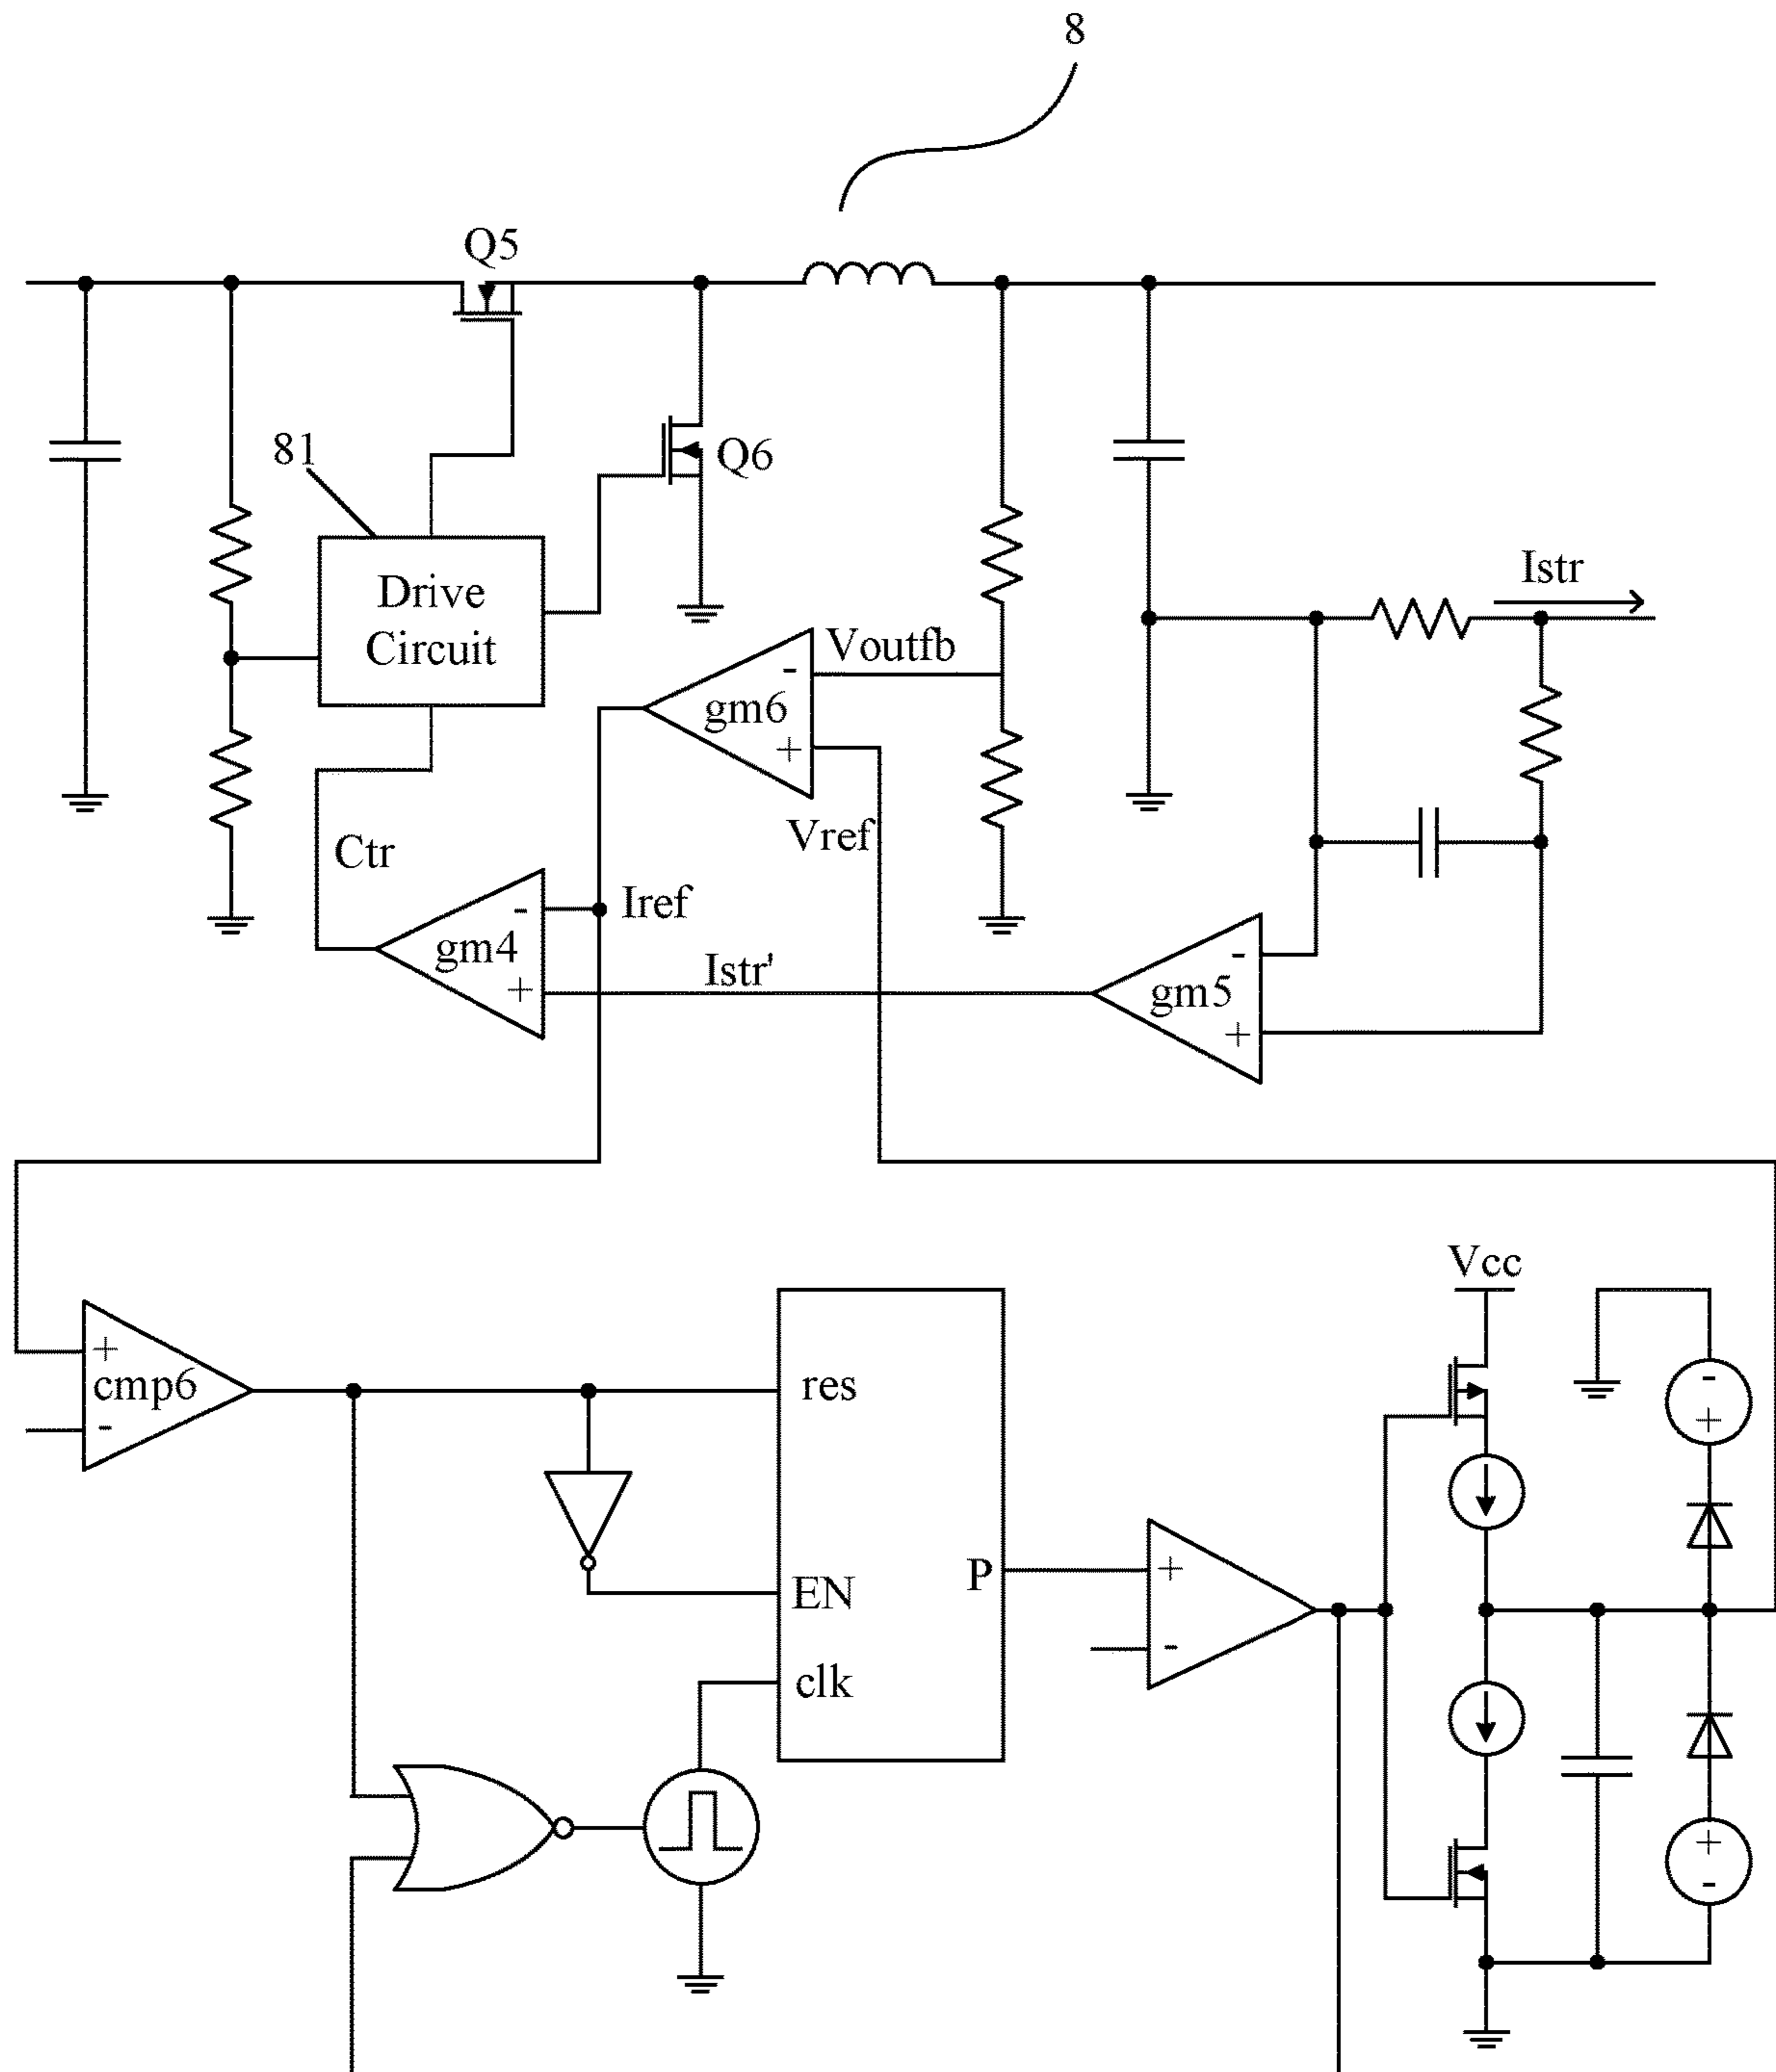 8
Q5
Q6
81
Drive
Circuit
Istr
Voutfb
-
gm6
+
Vref
Ctr
-
Iref
gm4
+
Istr'
-
gm5
+
Vcc
+
cmp6
-
res
-
+
EN
P
+
-
clk
+
-